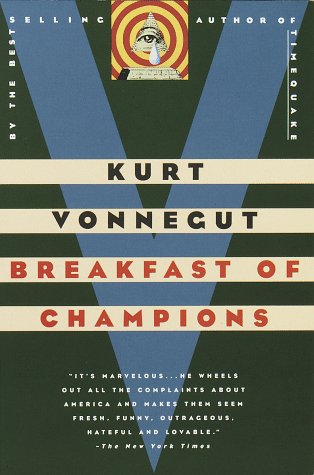 BY THE BEST
SELLING
AUTHOR OF
TIMEQUAKE
KURT
VONNEGUT
BREAKFAST OF
CHAMPIONS
"IT'S MARVELOUS...HE WHEELS
OUT ALL THE COMPLAINTS ABOUT
AMERICA AND MAKES THEM SEEM
FRESH, FUNNY, OUTRAGEOUS,
HATEFUL AND LOVABLE."
-The New York Times